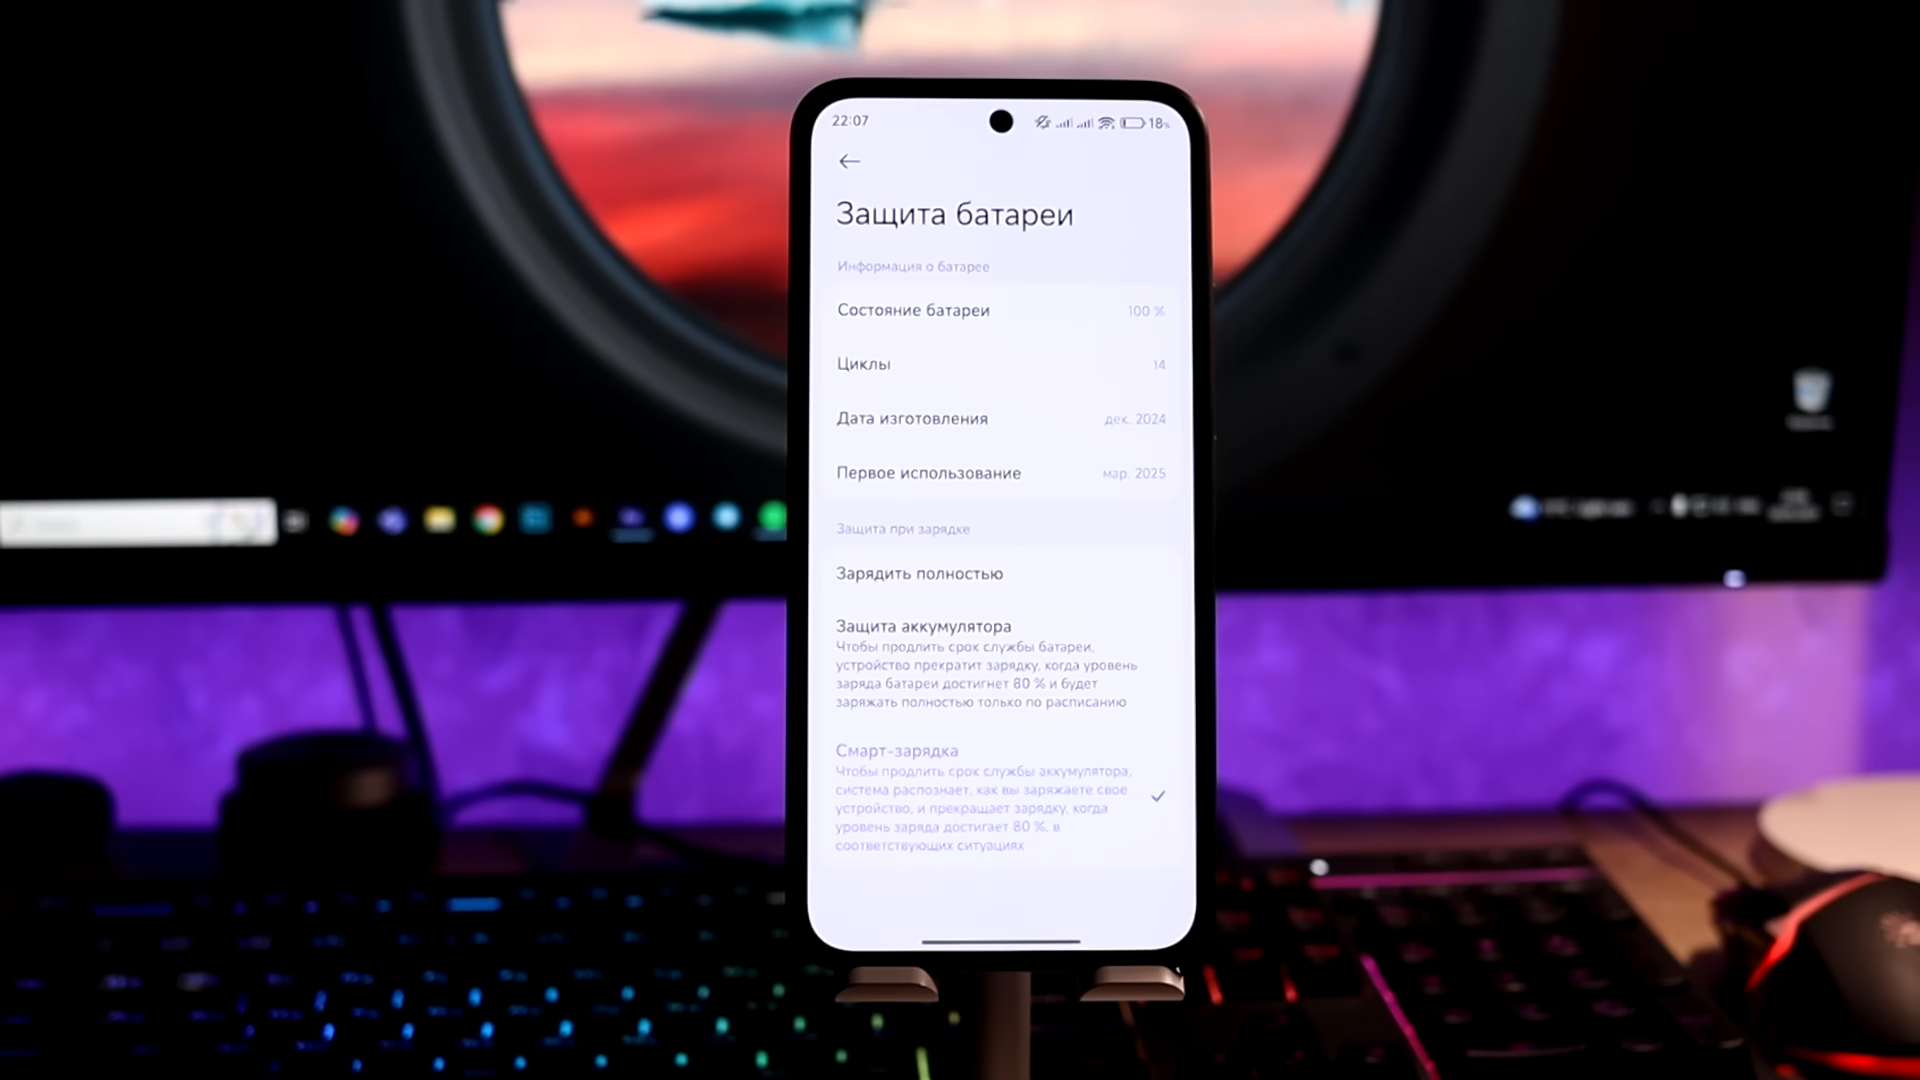 22:07
18%
Защита батареи
Информация о батарее
Состояние батареи 100 %
Циклы 14
Дата изготовления дек. 2024
Первое использование мар. 2025
Защита при зарядке
Зарядить полностью
Защита аккумулятора
Чтобы продлить срок службы батареи,
устройство прекратит зарядку, когда уровень
заряда батареи достигнет 80 % и будет
заряжать полностью только по расписанию
Смарт-зарядка
Чтобы продлить срок службы аккумулятора,
система распознает, как вы заряжаете свое
устройство, и прекращает зарядку, когда
уровень заряда достигает 80 %, в
соответствующих ситуациях